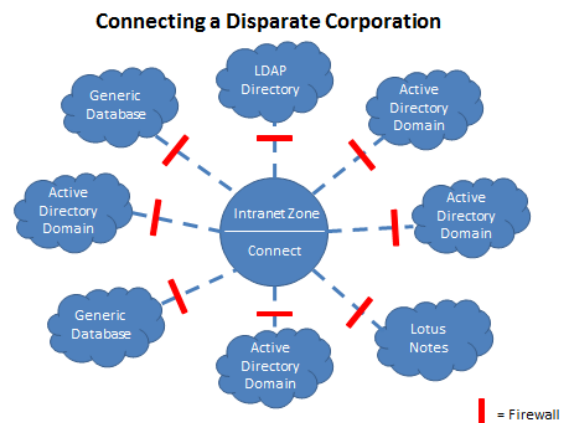 Connecting a Disparate Corporation
LDAP
Directory
Generic
Database
Active
Directory
Domain
Active
Directory
Domain
Intranet Zone
Connect
Active
Directory
Domain
Generic
Database
Active
Directory
Domain
Lotus
Notes
= Firewall